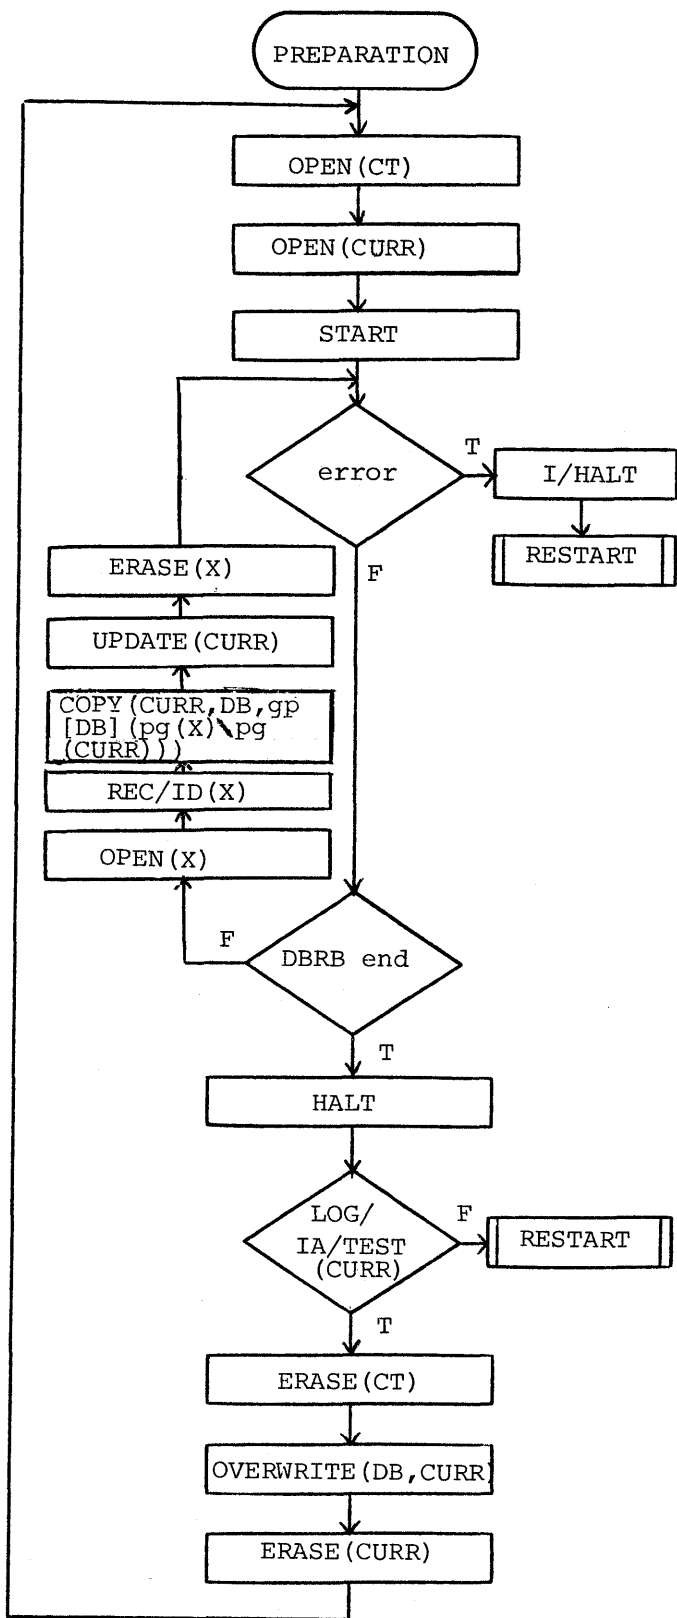 PREPARATION
OPEN(CT)
OPEN(CURR)
START
error
T
I/HALT
RESTART
F
ERASE(X)
UPDATE(CURR)
COPY(CURR,DB,gp
[DB](pg(X)\pg
(CURR)))
REC/ID(X)
OPEN(X)
F
DBRB end
T
HALT
LOG/
IA/TEST
(CURR)
F
RESTART
T
ERASE(CT)
OVERWRITE(DB,CURR)
ERASE(CURR)